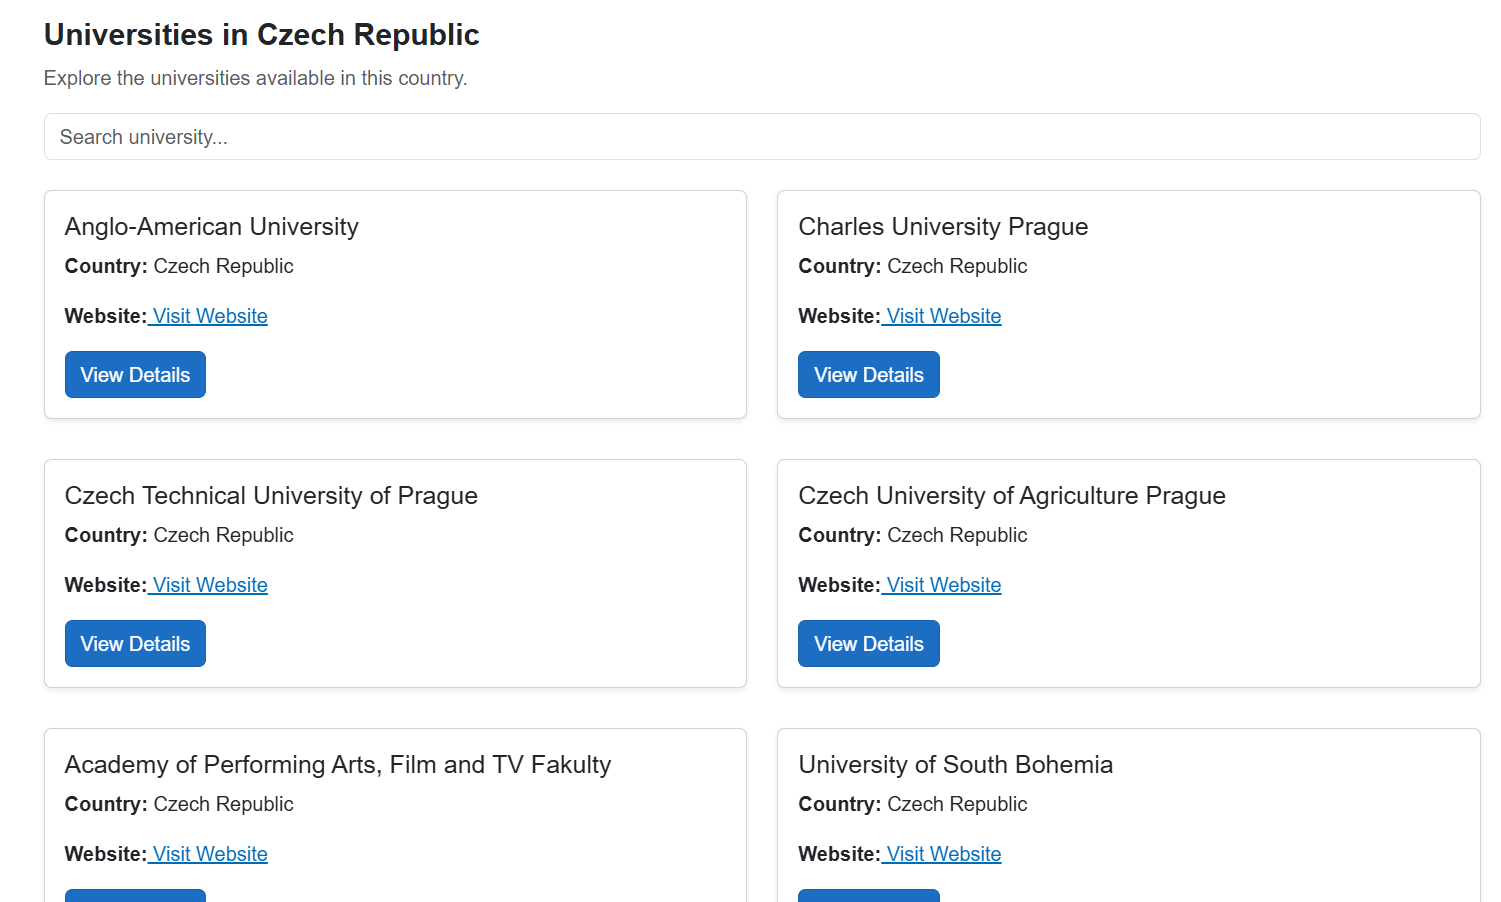 Universities in Czech Republic
Explore the universities available in this country.
Search university...
Anglo-American University
Country: Czech Republic
Website: Visit Website
View Details
Charles University Prague
Country: Czech Republic
Website: Visit Website
View Details
Czech Technical University of Prague
Country: Czech Republic
Website: Visit Website
View Details
Czech University of Agriculture Prague
Country: Czech Republic
Website: Visit Website
View Details
Academy of Performing Arts, Film and TV Fakulty
Country: Czech Republic
Website: Visit Website
University of South Bohemia
Country: Czech Republic
Website: Visit Website